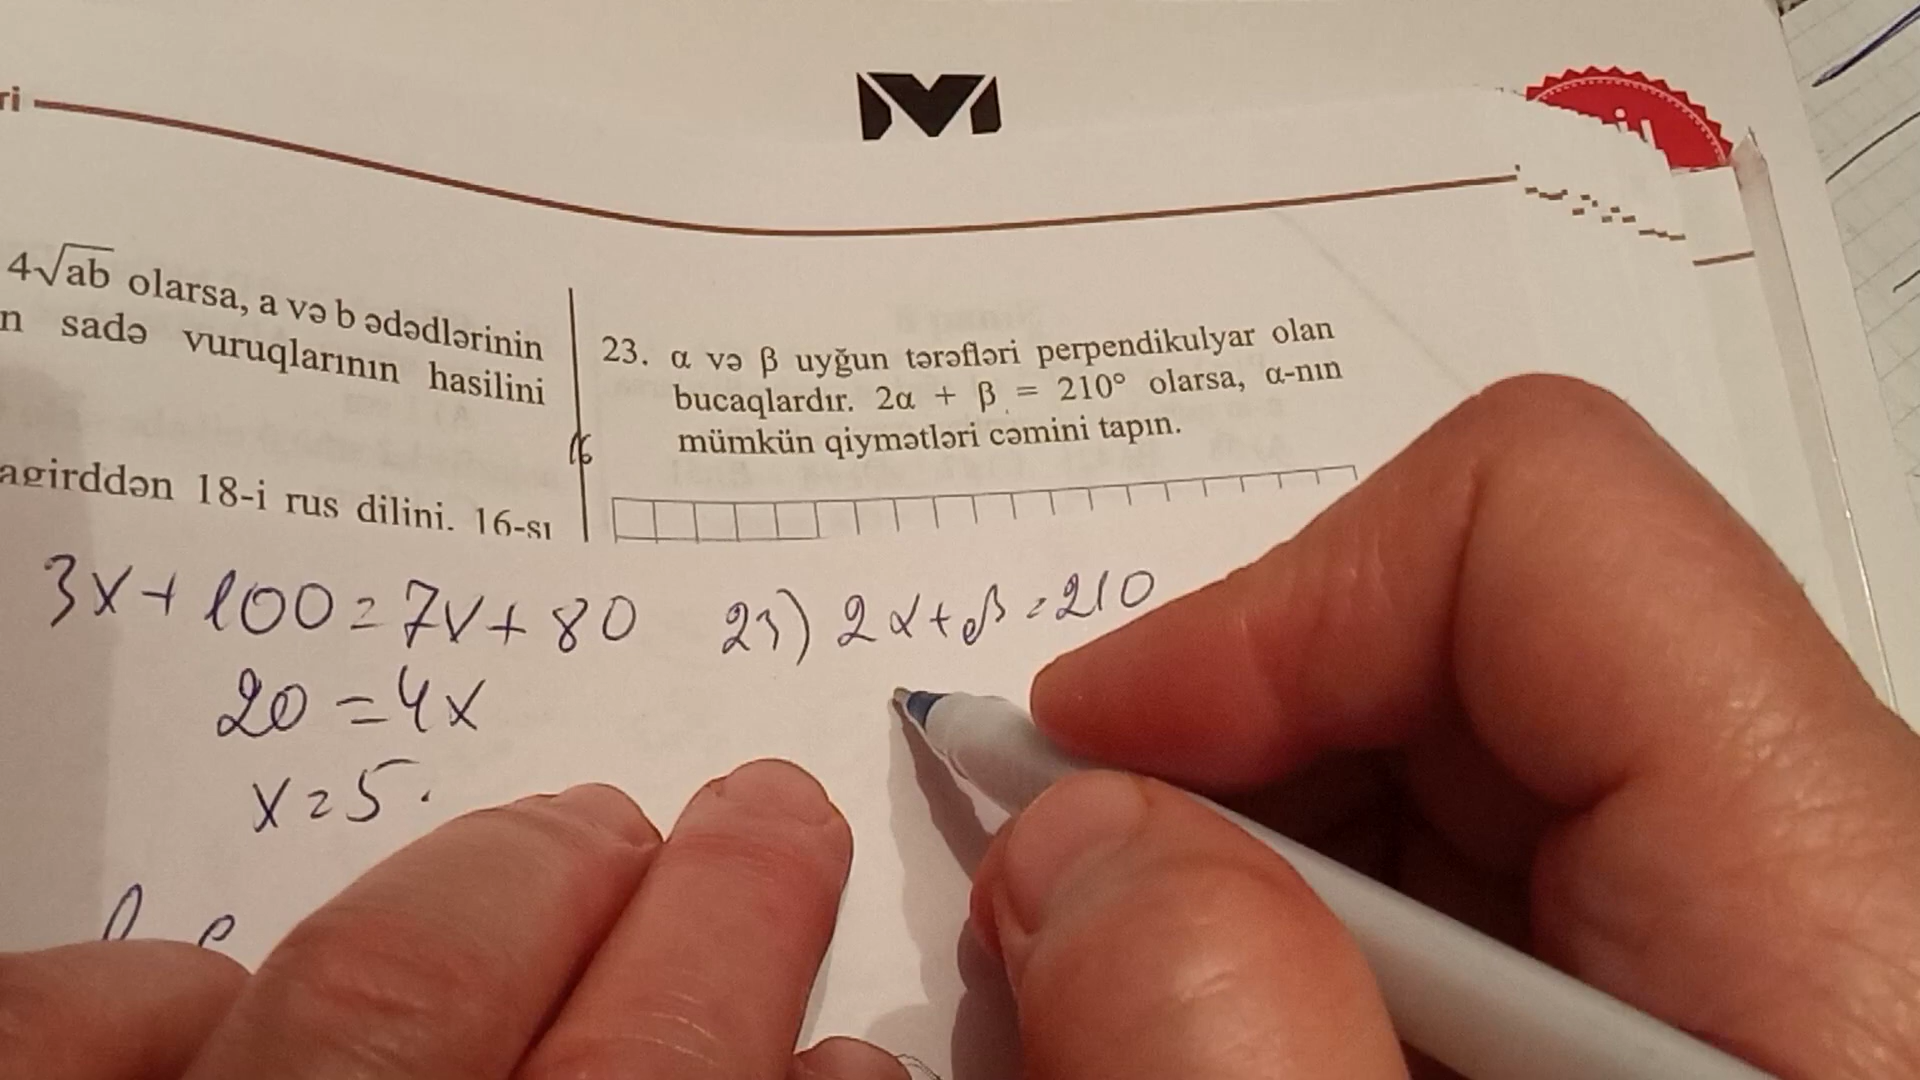 ri
4√ab olarsa, a və b ədədlərinin
n sadə vuruqlarının hasilini
agirddən 18-i rus dilini. 16-sı
23. α və β uyğun tərəfləri perpendikulyar olan
bucaqlardır. 2α + β = 210° olarsa, α-nın
mümkün qiymətləri cəmini tapın.
3x+100=7x+80
20=4x
x=5.
23) 2α+β=210